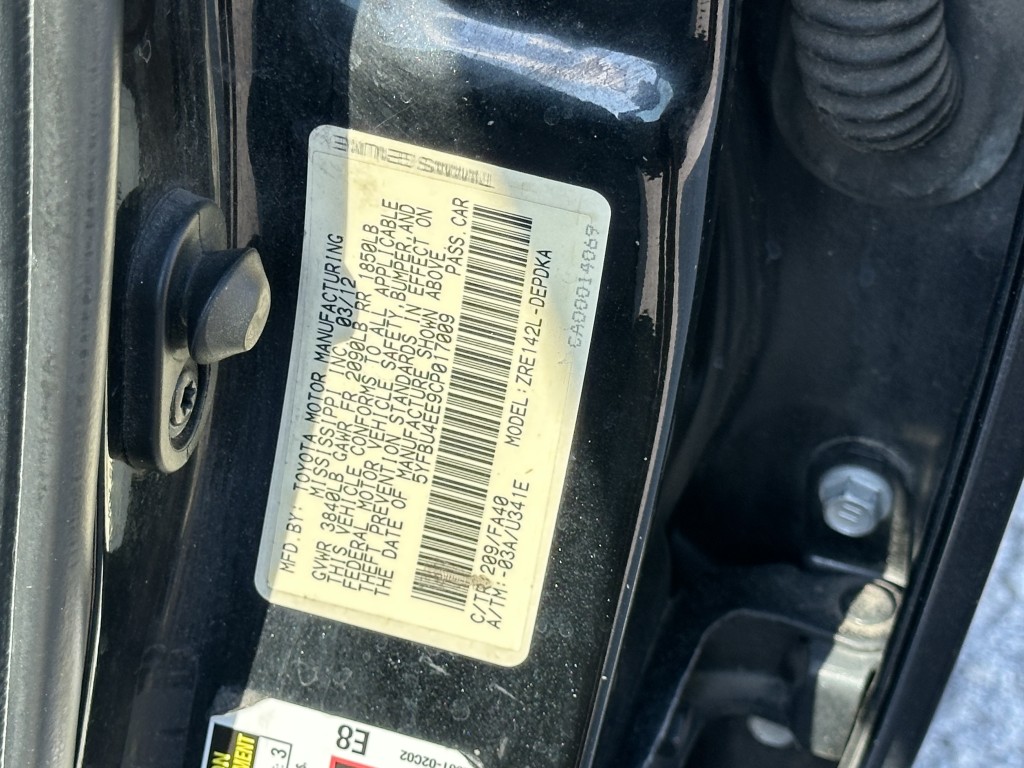 MFD.BY: TOYOTA MOTOR MANUFACTURING
MISSISSIPPI INC. 03/12
GVWR 3840LB GAWR FR 2090LB RR 1850LB
THIS VEHICLE CONFORMS TO ALL APPLICABLE
FEDERAL MOTOR VEHICLE SAFETY, BUMPER, AND
THEFT PREVENTION STANDARDS IN EFFECT ON
THE DATE OF MANUFACTURE SHOWN ABOVE.
5YFBU4EE9CP017009 PASS. CAR
C/TR: 209/FA40 MODEL: ZRE142L-DEPDKA
A/TM: -03A/U341E
CA00014069
E8